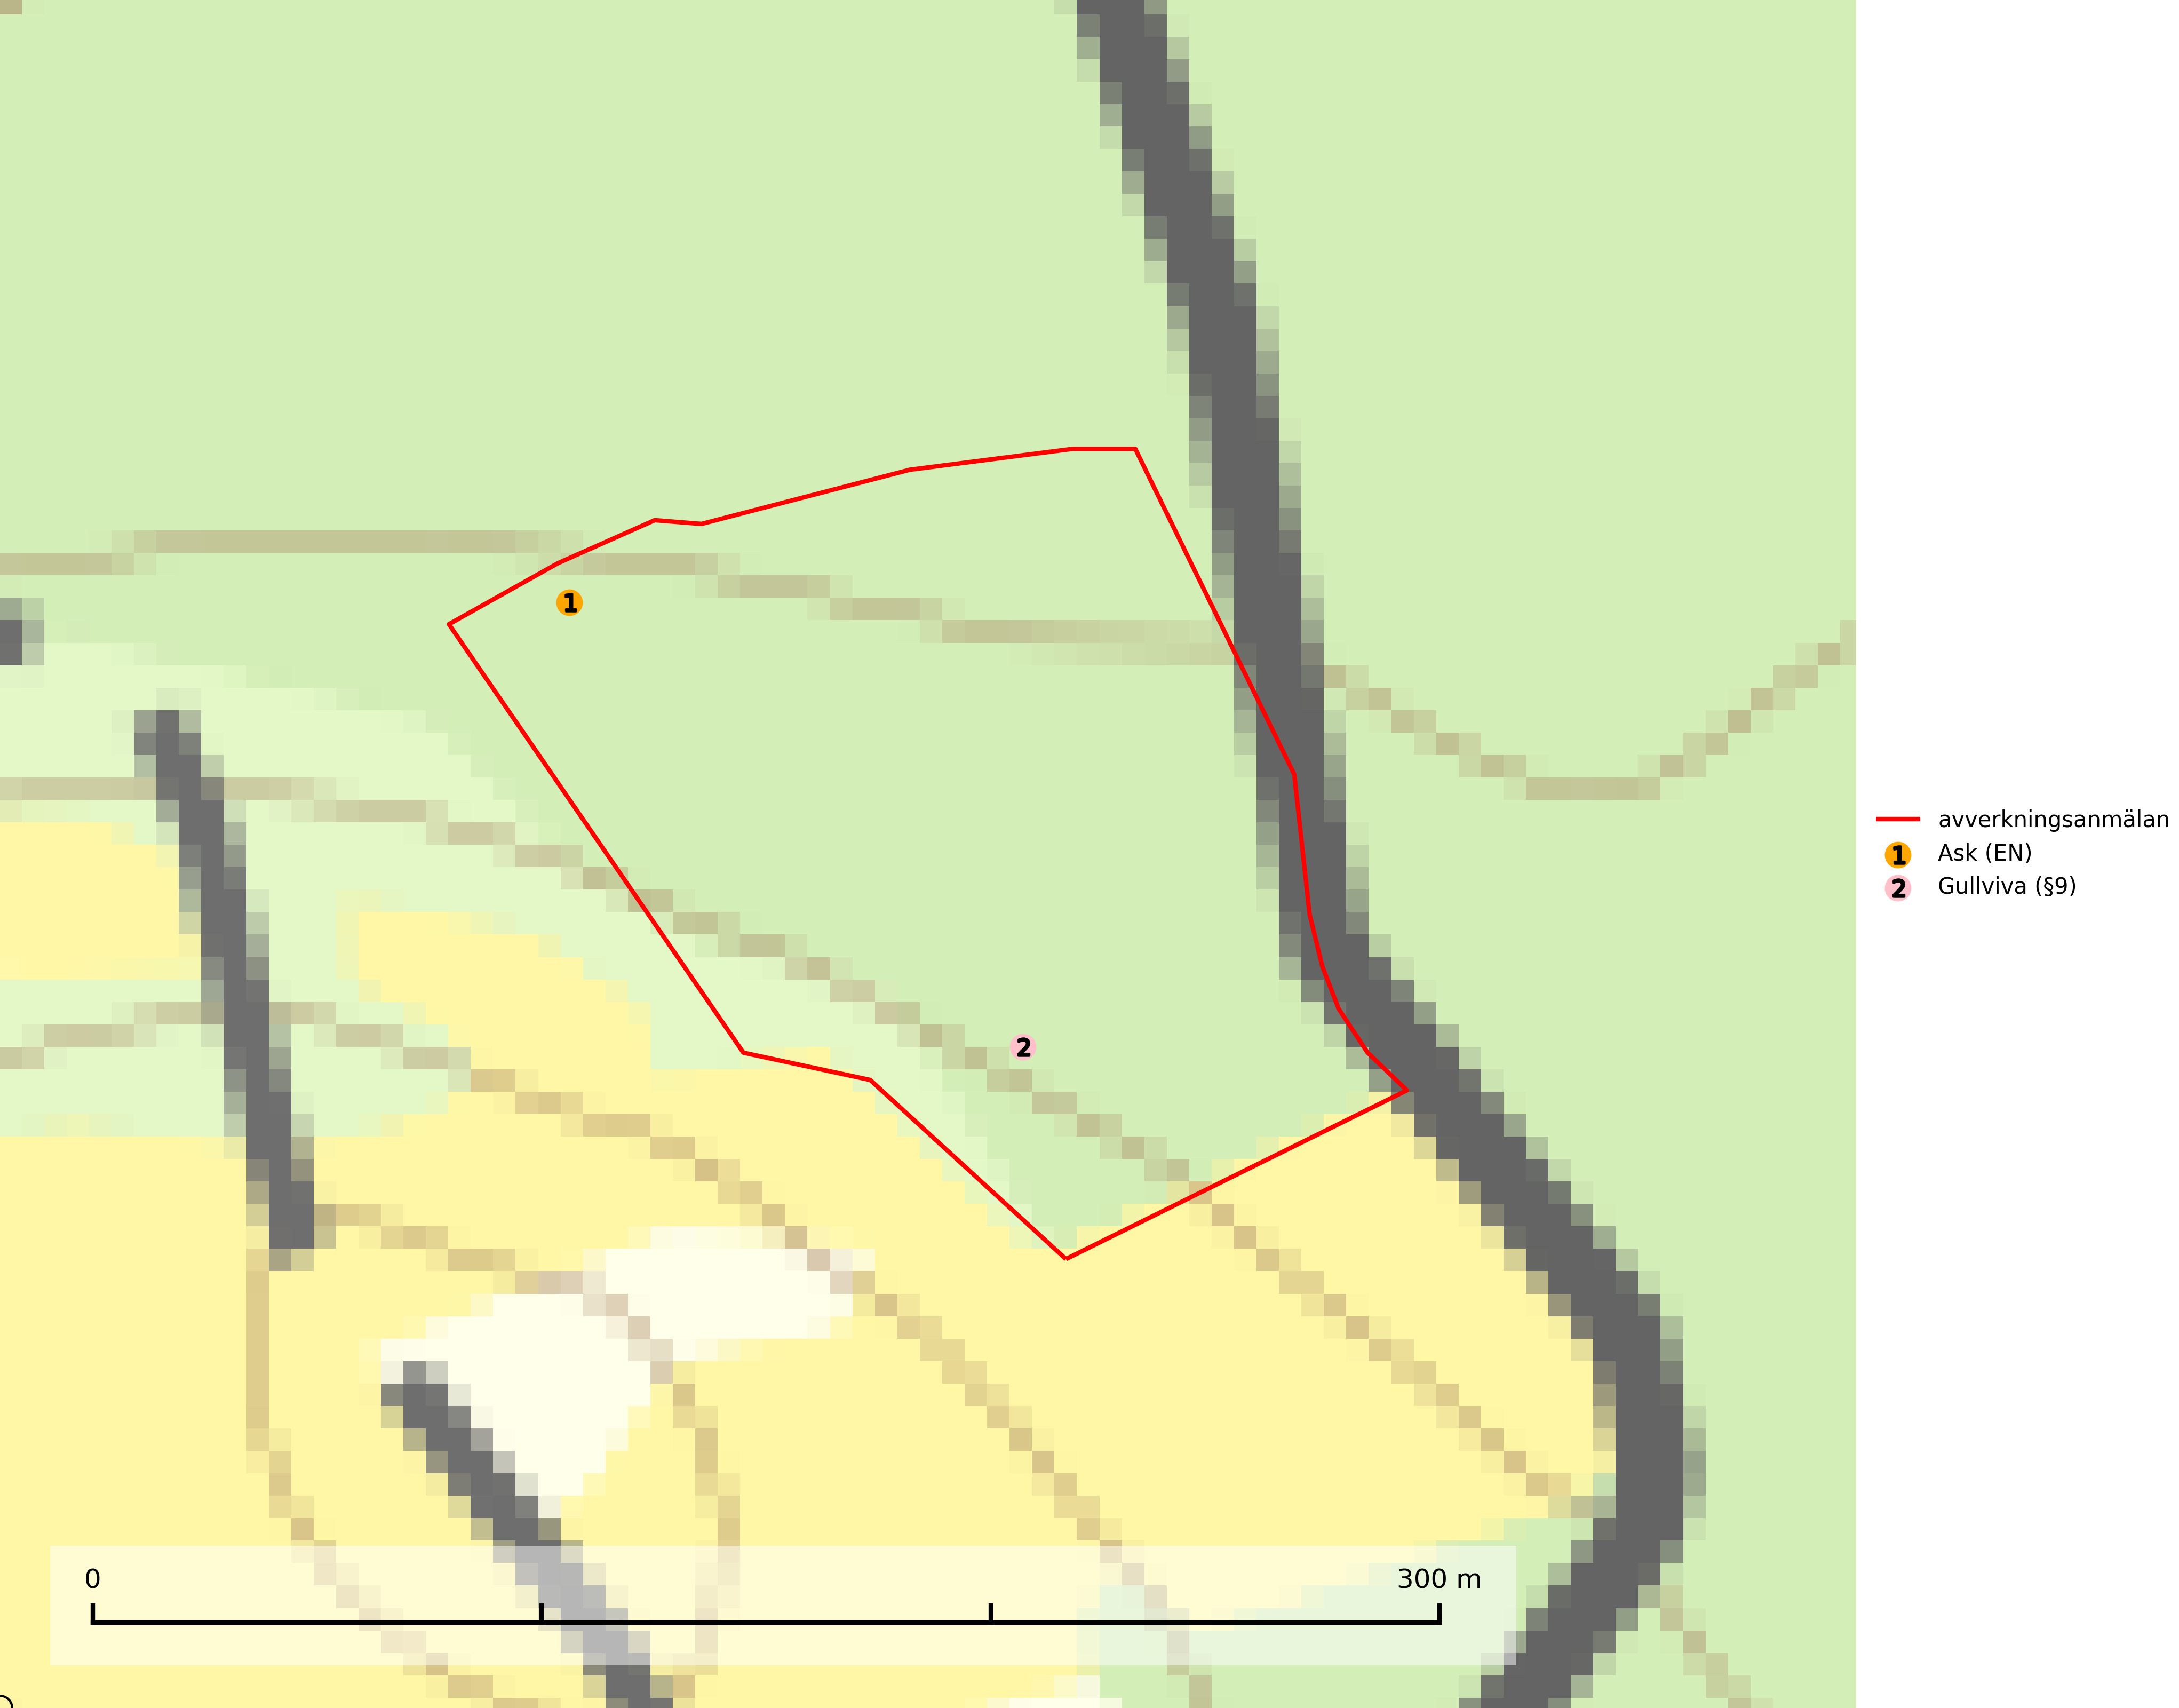 1
2
avverkningsanmälan
1 Ask (EN)
2 Gullviva (§9)
0 300 m